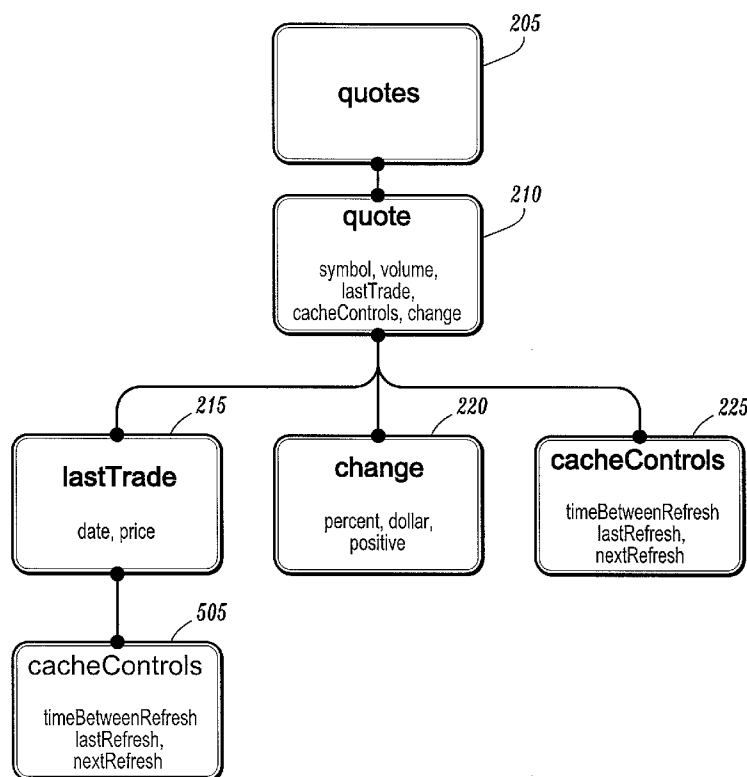 205
quotes
210
quote
symbol, volume,
lastTrade,
cacheControls, change
215
lastTrade
date, price
220
change
percent, dollar,
positive
225
cacheControls
timeBetweenRefresh
lastRefresh,
nextRefresh
505
cacheControls
timeBetweenRefresh
lastRefresh,
nextRefresh